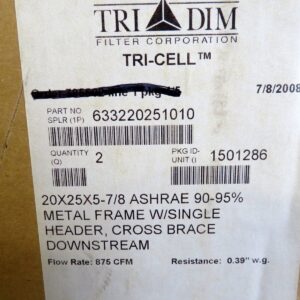 TRI DIM
FILTER CORPORATION
TRI-CELL™
7/8/2008
PART NO
SPLR (1P) 633220251010
QUANTITY
(Q) 2
PKG ID-
UNIT () 1501286
20X25X5-7/8 ASHRAE 90-95%
METAL FRAME W/SINGLE
HEADER, CROSS BRACE
DOWNSTREAM
Flow Rate: 875 CFM Resistance: 0.39" w.g.